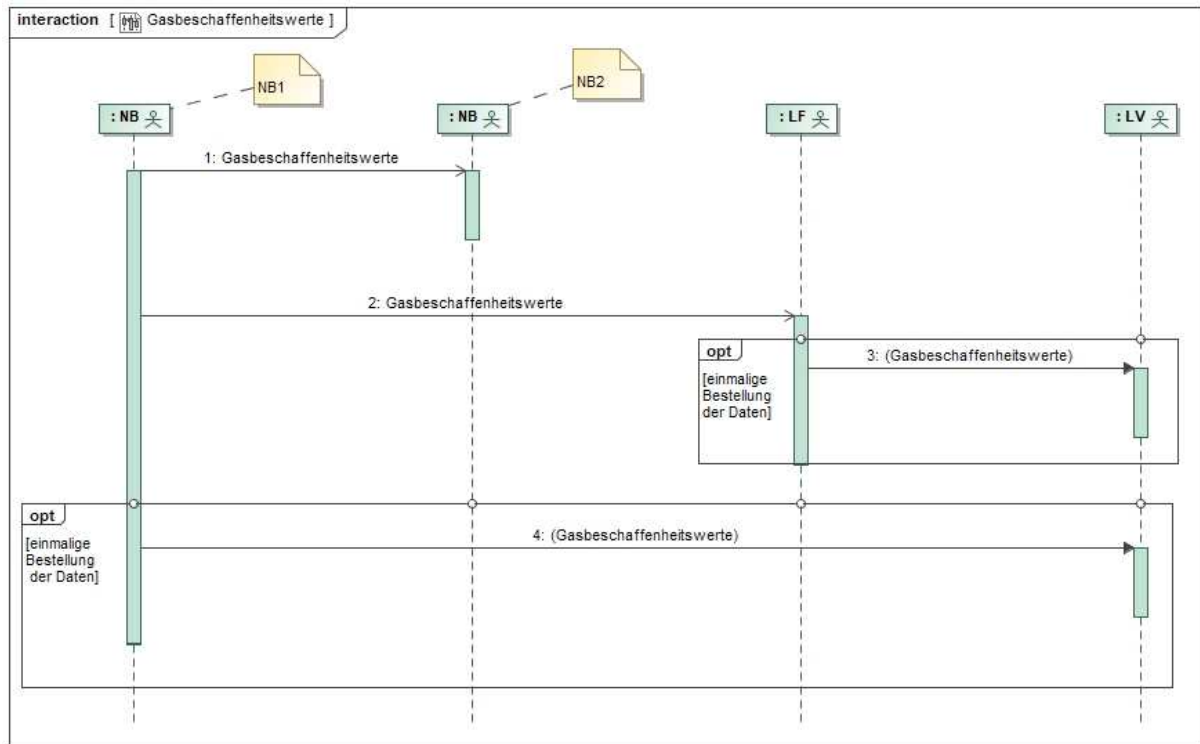 interaction [ Gasbeschaffenheitswerte ]
NB1
NB2
: NB
: NB
: LF
: LV
1: Gasbeschaffenheitswerte
2: Gasbeschaffenheitswerte
opt
3: (Gasbeschaffenheitswerte)
[einmalige
Bestellung
der Daten]
opt
4: (Gasbeschaffenheitswerte)
[einmalige
Bestellung
der Daten]